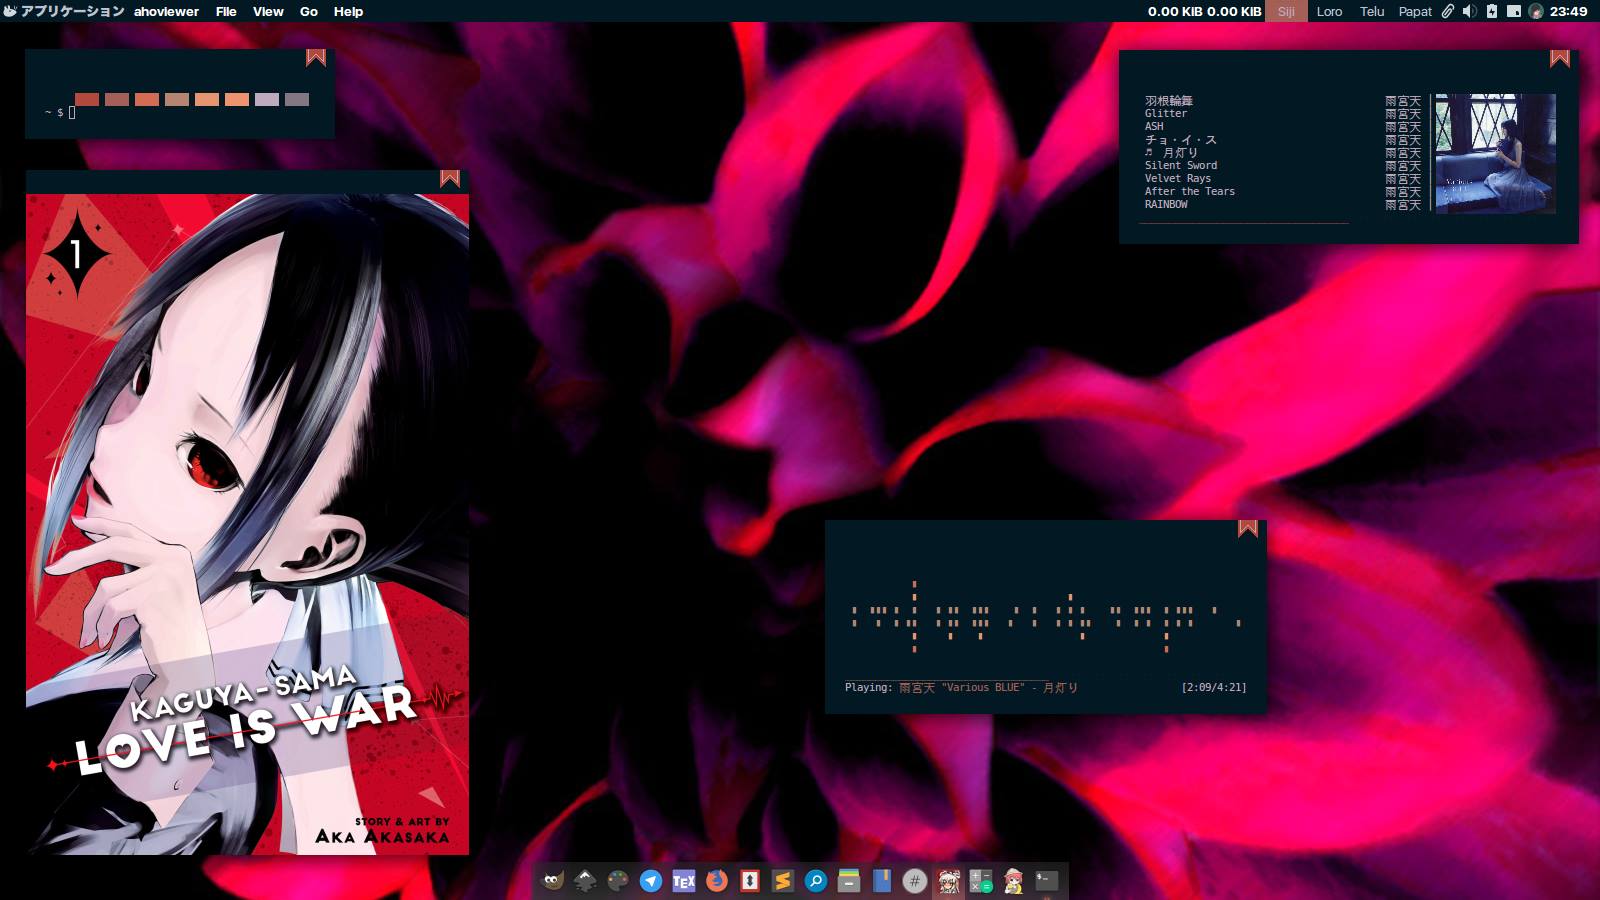 アプリケーション ahoviewer File View Go Help 0.00 KIB 0.00 KIB Siji Loro Telu Papat 23:49
~ $
羽根輪舞 雨宮天
Glitter 雨宮天
ASH 雨宮天
チョ・イ・ス 雨宮天
♬ 月灯り 雨宮天
Silent Sword 雨宮天
Velvet Rays 雨宮天
After the Tears 雨宮天
RAINBOW 雨宮天
Various
BLUE
1
KAGUYA-SAMA
LOVE IS WAR
STORY & ART BY
AKA AKASAKA
Playing: 雨宮天 "Various BLUE" - 月灯り [2:09/4:21]
TEX
#
$-